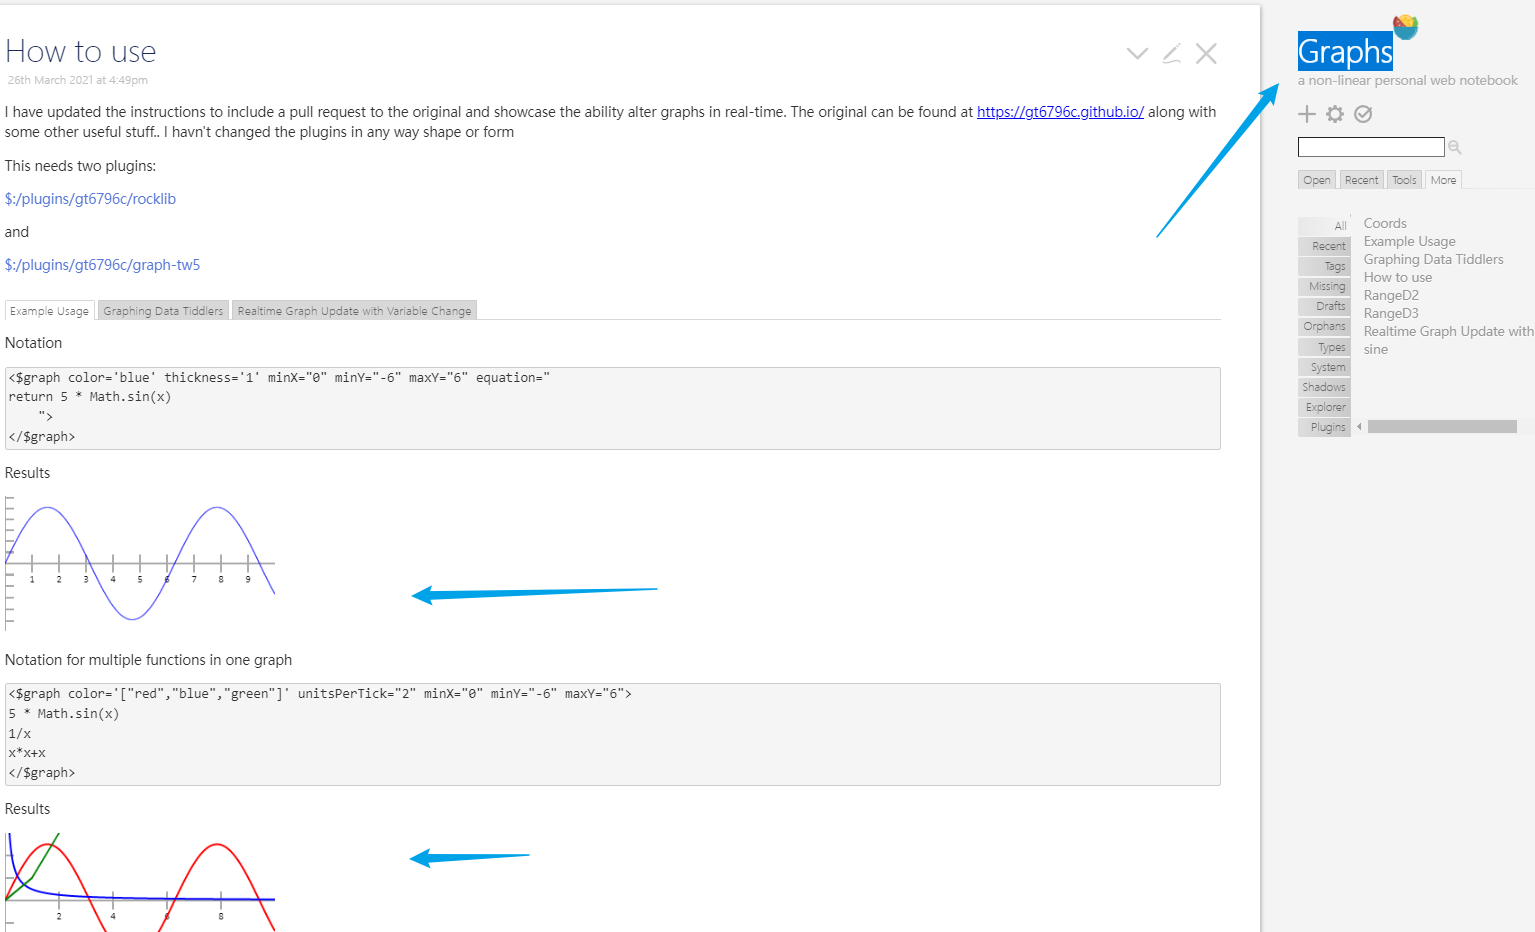 How to use
26th March 2021 at 4:49pm
I have updated the instructions to include a pull request to the original and showcase the ability alter graphs in real-time. The original can be found at https://gt6796c.github.io/ along with
some other useful stuff.. I havn't changed the plugins in any way shape or form
This needs two plugins:
$:/plugins/gt6796c/rocklib
and
$:/plugins/gt6796c/graph-tw5
Example Usage Graphing Data Tiddlers Realtime Graph Update with Variable Change
Notation
<$graph color='blue' thickness='1' minX="0" minY="-6" maxY="6" equation="
return 5 * Math.sin(x)
">
</$graph>
Results
1 2 3 4 5 6 7 8 9
Notation for multiple functions in one graph
<$graph color='["red","blue","green"]' unitsPerTick="2" minX="0" minY="-6" maxY="6">
5 * Math.sin(x)
1/x
x*x+x
</$graph>
Results
2 4 6 8
Graphs
a non-linear personal web notebook
Open Recent Tools More
All
Recent
Tags
Missing
Drafts
Orphans
Types
System
Shadows
Explorer
Plugins
Coords
Example Usage
Graphing Data Tiddlers
How to use
RangeD2
RangeD3
Realtime Graph Update with
sine